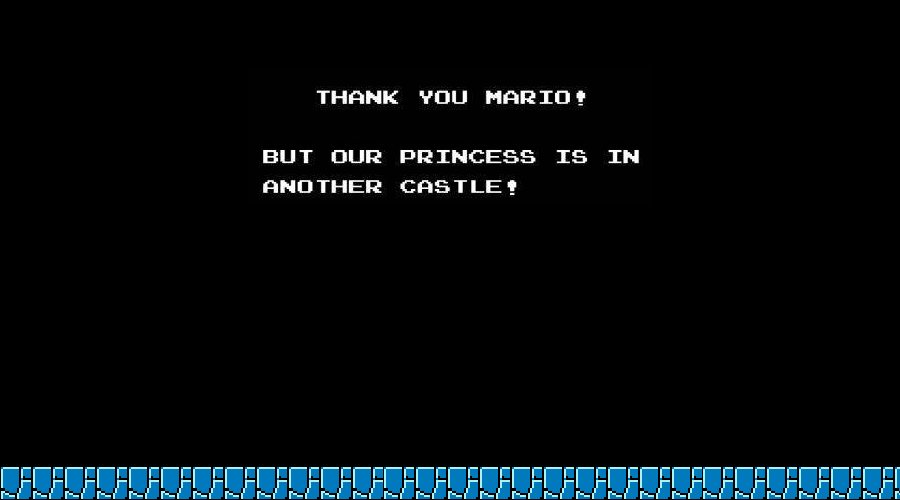 THANK YOU MARIO!
BUT OUR PRINCESS IS IN
ANOTHER CASTLE!